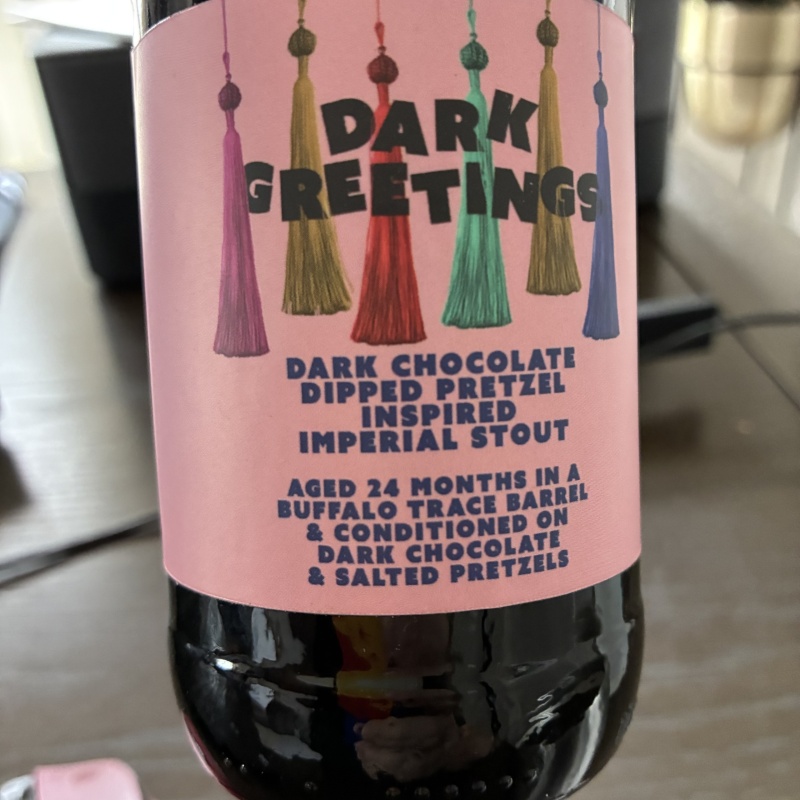 DARK
GREETINGS
DARK CHOCOLATE
DIPPED PRETZEL
INSPIRED
IMPERIAL STOUT
AGED 24 MONTHS IN A
BUFFALO TRACE BARREL
& CONDITIONED ON
DARK CHOCOLATE
& SALTED PRETZELS